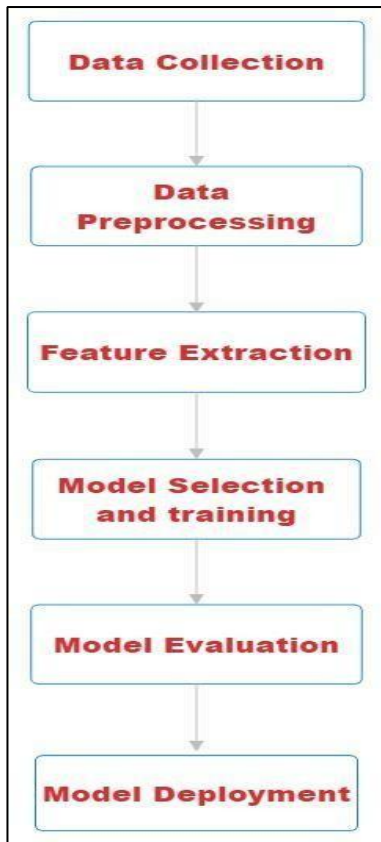 Data Collection
Data
Preprocessing
Feature Extraction
Model Selection
and training
Model Evaluation
Model Deployment